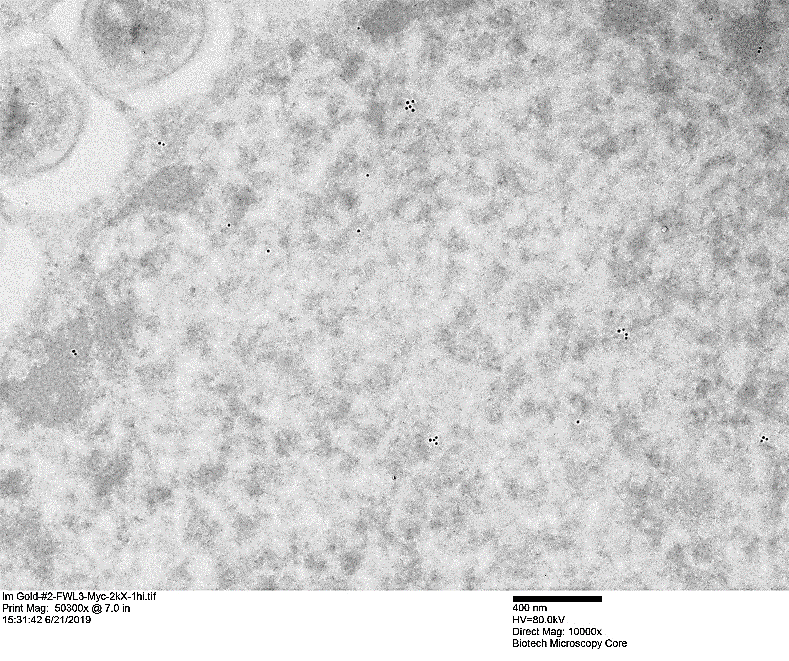 Im Gold-#2-FWL3-Myc-2kX-1hi.tif
Print Mag: 50300x @ 7.0 in
15:31:42 6/21/2019
400 nm
HV=80.0kV
Direct Mag: 10000x
Biotech Microscopy Core